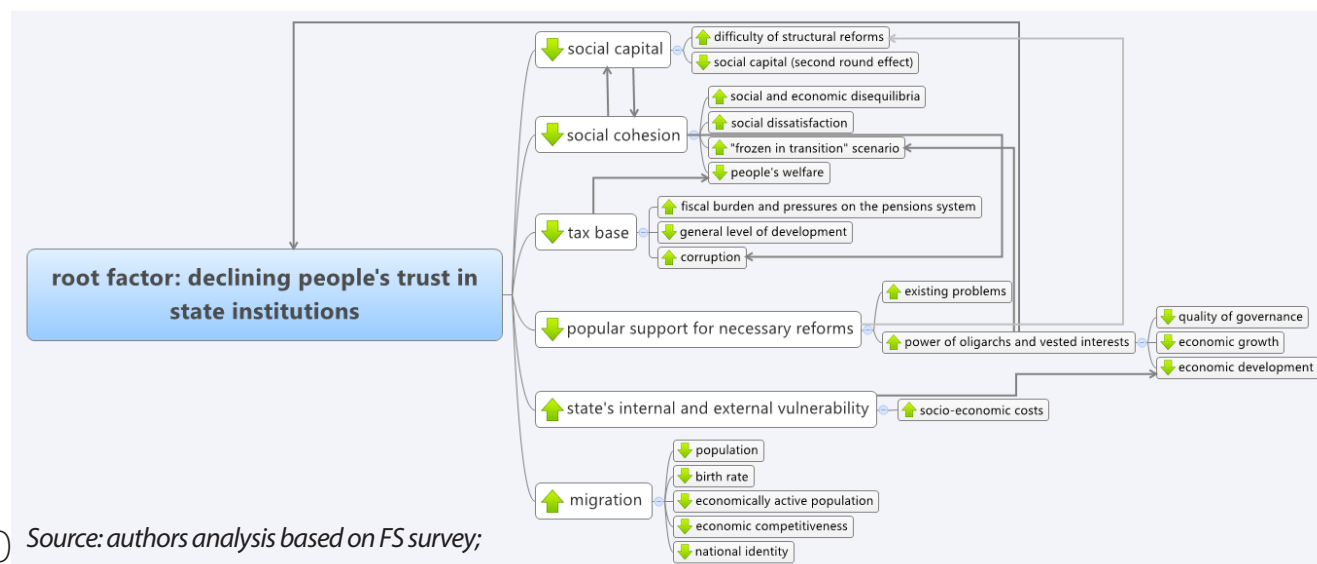 social capital
difficulty of structural reforms
social capital (second round effect)
social cohesion
social and economic disequilibria
social dissatisfaction
"frozen in transition" scenario
people's welfare
tax base
fiscal burden and pressures on the pensions system
general level of development
corruption
root factor: declining people's trust in
state institutions
popular support for necessary reforms
existing problems
power of oligarchs and vested interests
quality of governance
economic growth
economic development
state's internal and external vulnerability
socio-economic costs
migration
population
birth rate
economically active population
economic competitiveness
national identity
Source: authors analysis based on FS survey;